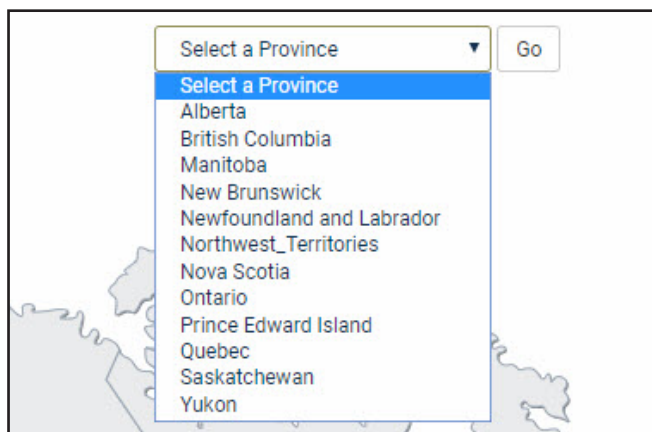 Select a Province Go
Select a Province
Alberta
British Columbia
Manitoba
New Brunswick
Newfoundland and Labrador
Northwest_Territories
Nova Scotia
Ontario
Prince Edward Island
Quebec
Saskatchewan
Yukon